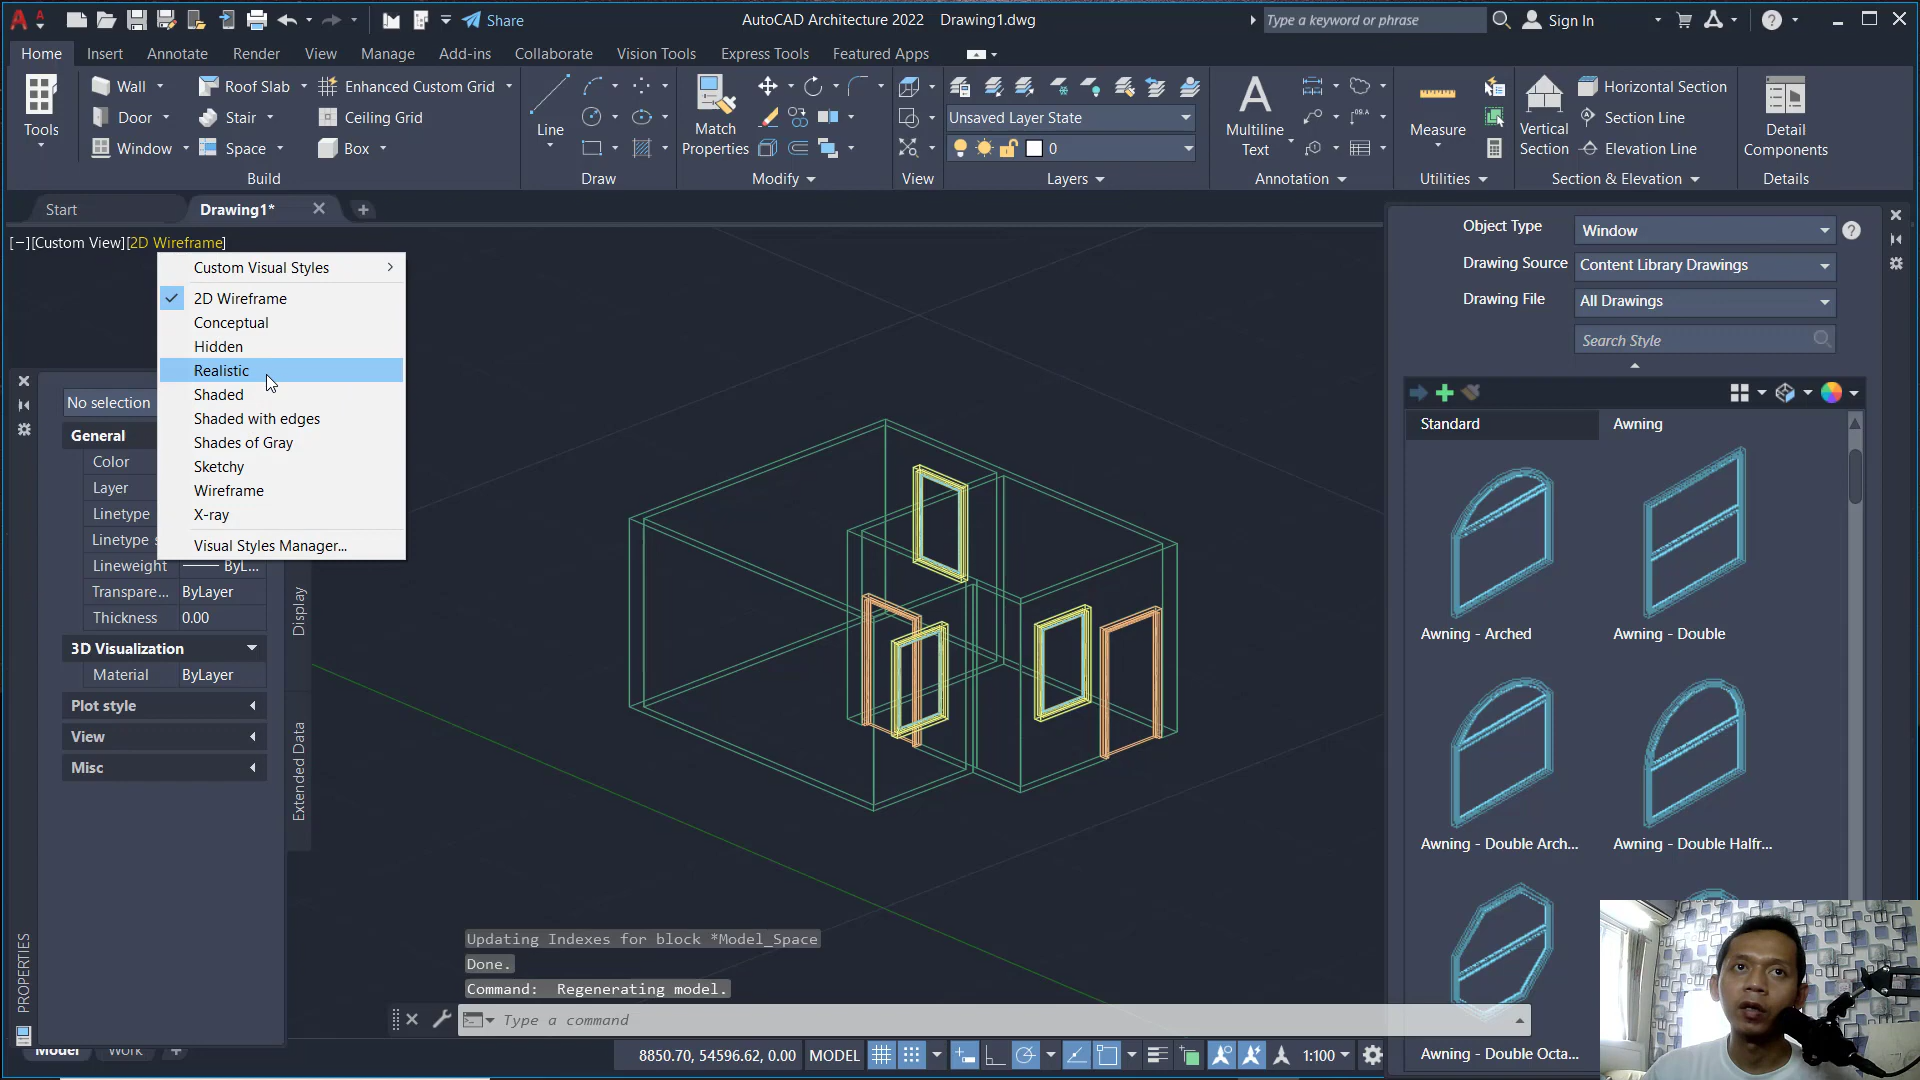 Share
AutoCAD Architecture 2022 Drawing1.dwg
Type a keyword or phrase
Sign In
Home Insert Annotate Render View Manage Add-ins Collaborate Vision Tools Express Tools Featured Apps
Tools
Wall
Door
Window
Roof Slab
Stair
Space
Enhanced Custom Grid
Ceiling Grid
Box
Build
Line
Draw
Match
Properties
Modify
View
Unsaved Layer State
0
Layers
Multiline
Text
Annotation
Measure
Utilities
Vertical
Section
Horizontal Section
Section Line
Elevation Line
Section & Elevation
Detail
Components
Details
Start
Drawing1*
[−][Custom View][2D Wireframe]
Custom Visual Styles
2D Wireframe
Conceptual
Hidden
Realistic
Shaded
Shaded with edges
Shades of Gray
Sketchy
Wireframe
X-ray
Visual Styles Manager...
No selection
General
Color
Layer
Linetype
Linetype s
Lineweight ByL...
Transpare... ByLayer
Thickness 0.00
3D Visualization
Material ByLayer
Plot style
View
Misc
Display
Extended Data
PROPERTIES
Object Type Window
Drawing Source Content Library Drawings
Drawing File All Drawings
Search Style
Standard
Awning
Awning - Arched
Awning - Double
Awning - Double Arch...
Awning - Double Halfr...
Awning - Double Octa...
Updating Indexes for block *Model_Space
Done.
Command: Regenerating model.
Type a command
Model Work
8850.70, 54596.62, 0.00 MODEL
1:100